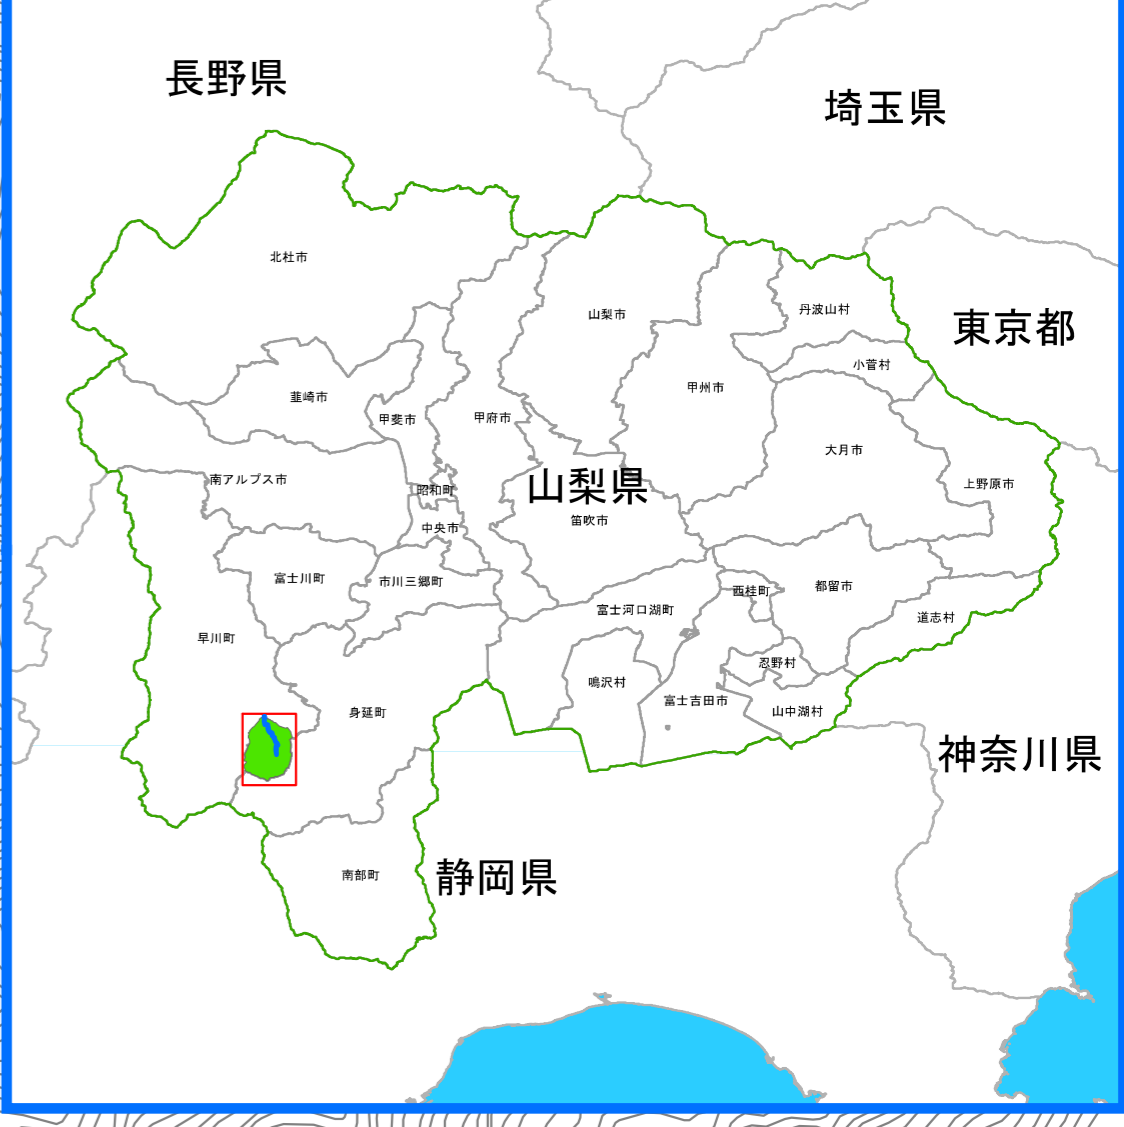 長野県
埼玉県
北杜市
山梨市
丹波山村
東京都
小菅村
甲州市
韮崎市
甲斐市
甲府市
大月市
南アルプス市
昭和町
山梨県
上野原市
笛吹市
中央市
富士川町
市川三郷町
西桂町
都留市
富士河口湖町
道志村
早川町
忍野村
鳴沢村
富士吉田市
身延町
山中湖村
神奈川県
南部町
静岡県